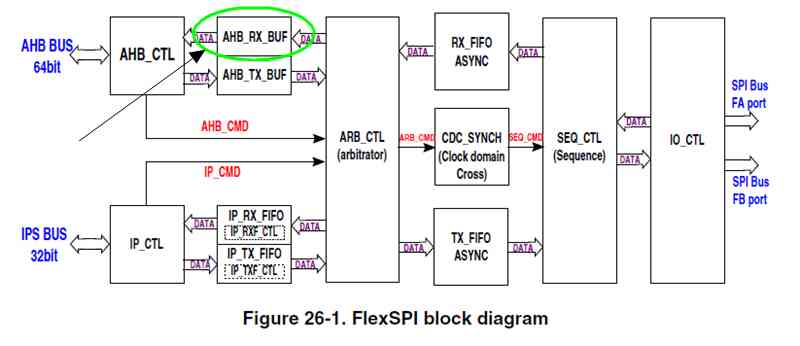 AHB BUS
64bit
AHB_CTL
DATA
AHB_RX_BUF
DATA
DATA
AHB_TX_BUF
DATA
RX_FIFO
ASYNC
DATA
DATA
SPI Bus
FA port
AHB_CMD
IP_CMD
ARB_CTL
(arbitrator)
ARB_CMD
CDC_SYNCH
(Clock domain
Cross)
SEQ_CMD
SEQ_CTL
(Sequence)
DATA
DATA
IO_CTL
SPI Bus
FB port
IPS BUS
32bit
IP_CTL
DATA
IP_RX_FIFO
IP_RXF_CTL
DATA
DATA
IP_TX_FIFO
IP_TXF_CTL
DATA
DATA
TX_FIFO
ASYNC
DATA
Figure 26-1. FlexSPI block diagram